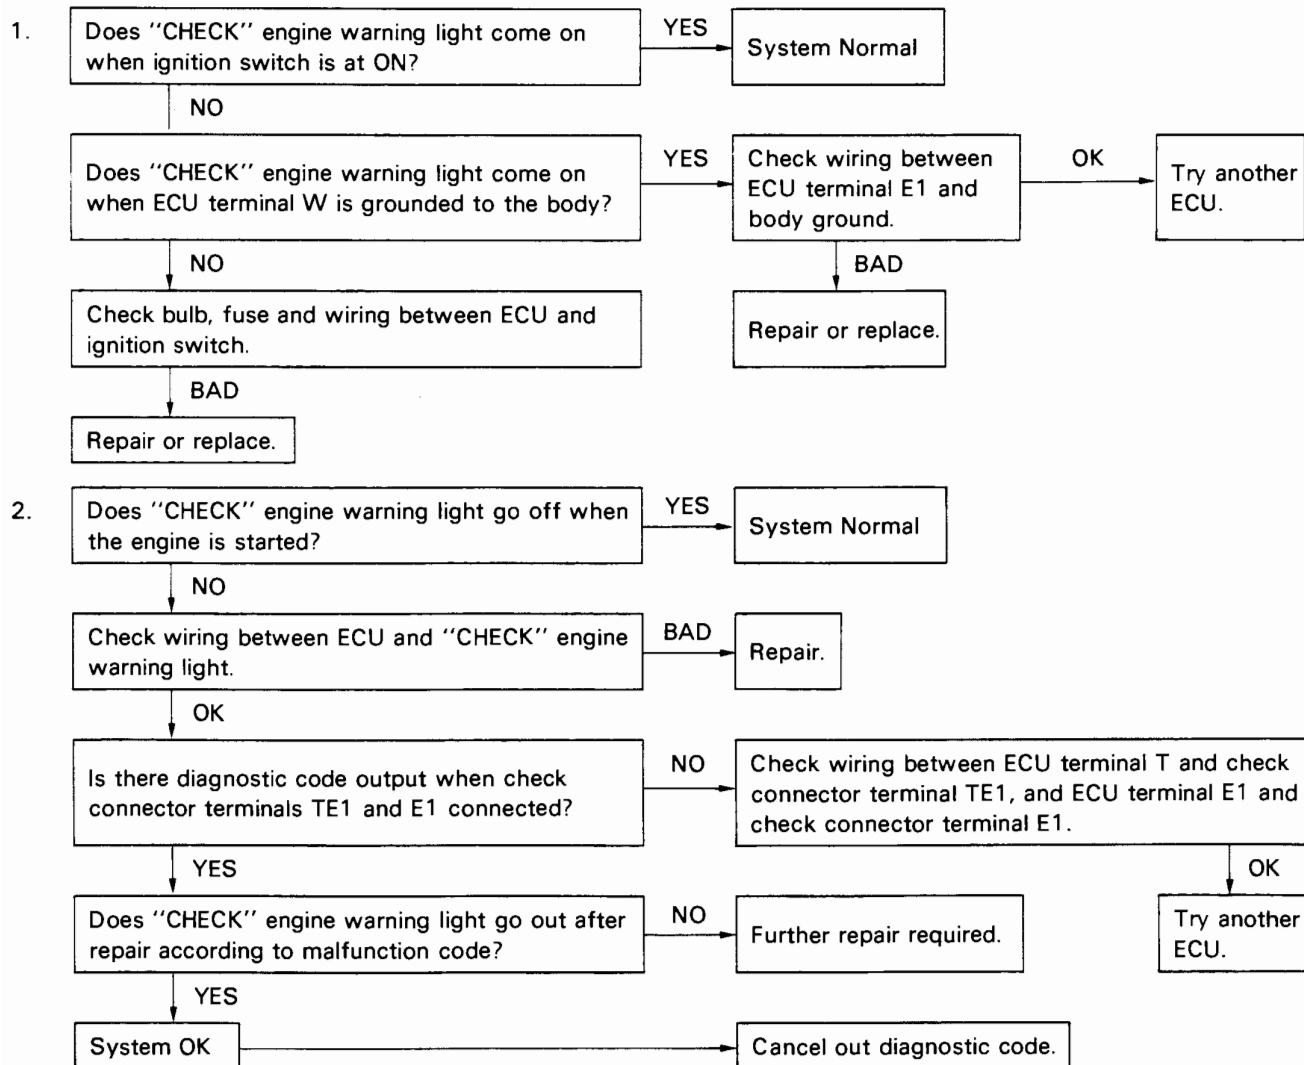 1.
Does "CHECK" engine warning light come on
when ignition switch is at ON?
YES
System Normal
NO
Does "CHECK" engine warning light come on
when ECU terminal W is grounded to the body?
YES
Check wiring between
ECU terminal E1 and
body ground.
OK
Try another
ECU.
NO
BAD
Check bulb, fuse and wiring between ECU and
ignition switch.
Repair or replace.
BAD
Repair or replace.
2.
Does "CHECK" engine warning light go off when
the engine is started?
YES
System Normal
NO
Check wiring between ECU and "CHECK" engine
warning light.
BAD
Repair.
OK
Is there diagnostic code output when check
connector terminals TE1 and E1 connected?
NO
Check wiring between ECU terminal T and check
connector terminal TE1, and ECU terminal E1 and
check connector terminal E1.
YES
OK
Does "CHECK" engine warning light go out after
repair according to malfunction code?
NO
Further repair required.
Try another
ECU.
YES
System OK
Cancel out diagnostic code.